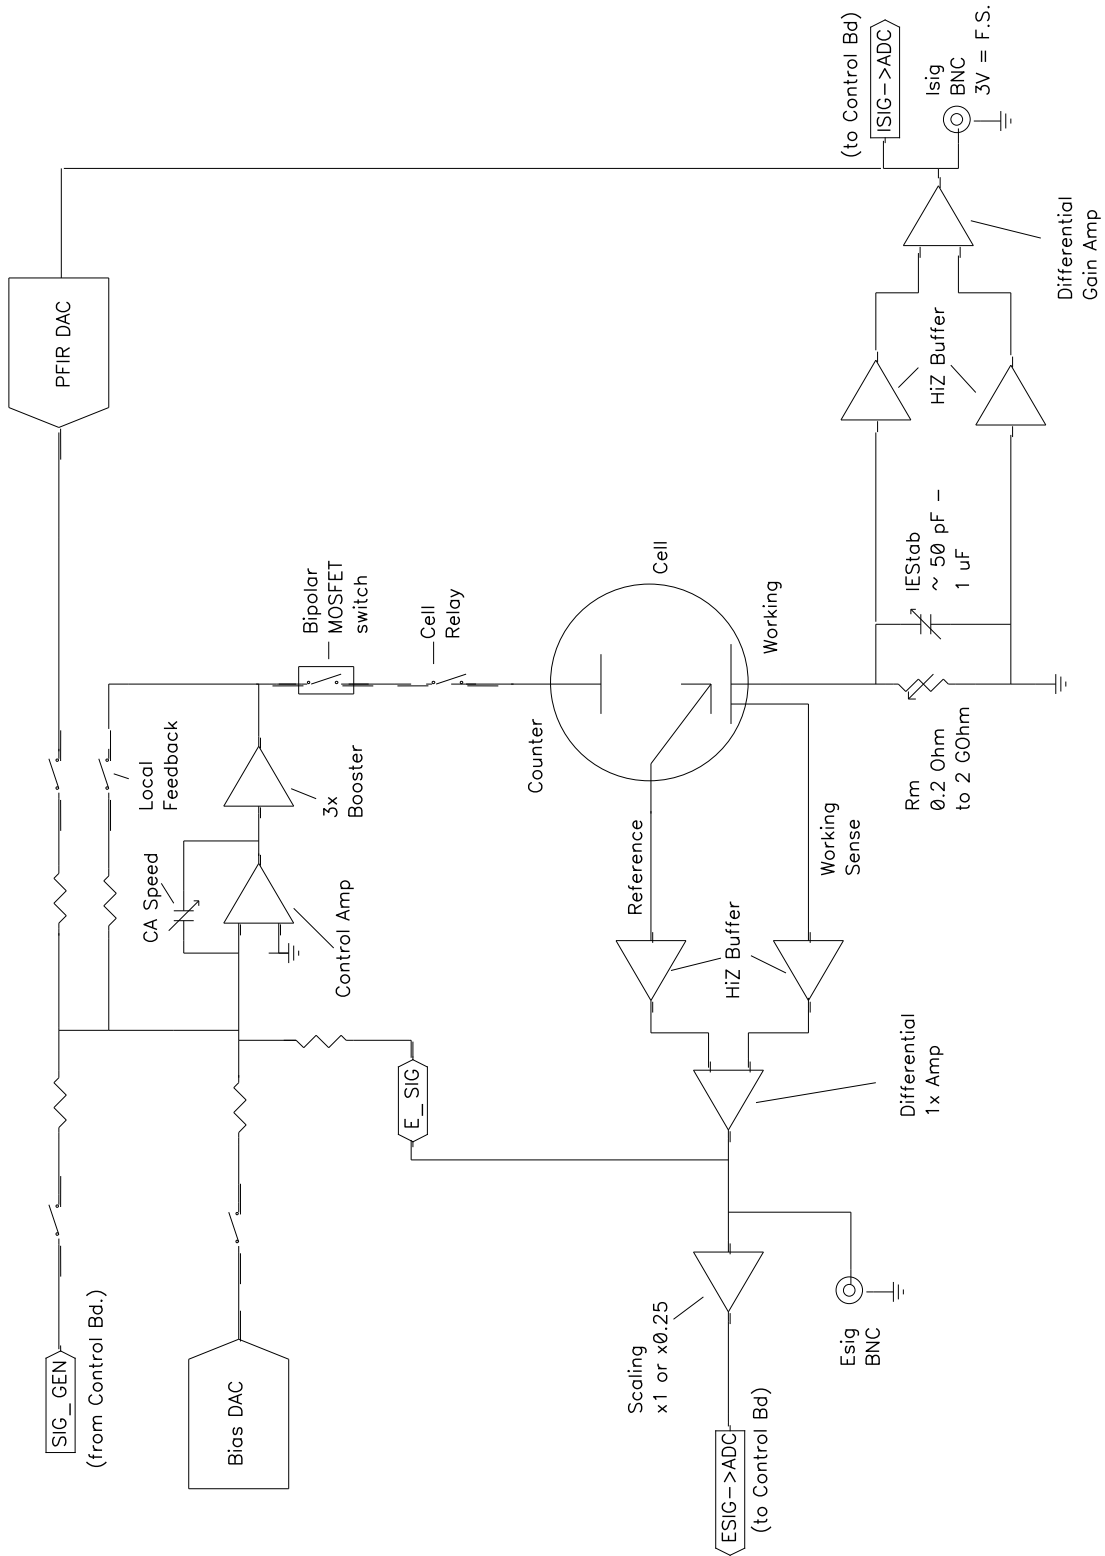 SIG_GEN
(from Control Bd.)
Bias DAC
E_SIG
CA Speed
Control Amp
Local
Feedback
3x
Booster
PFIR DAC
Bipolar
MOSFET
switch
Cell
Relay
Counter
Cell
Reference
Working
Working
Sense
HiZ Buffer
Differential
1x Amp
Scaling
x1 or x0.25
ESIG->ADC
(to Control Bd)
Esig
BNC
Rm
0.2 Ohm
to 2 GOhm
IEStab
~ 50 pF -
1 uF
HiZ Buffer
Differential
Gain Amp
(to Control Bd)
ISIG->ADC
Isig
BNC
3V = F.S.